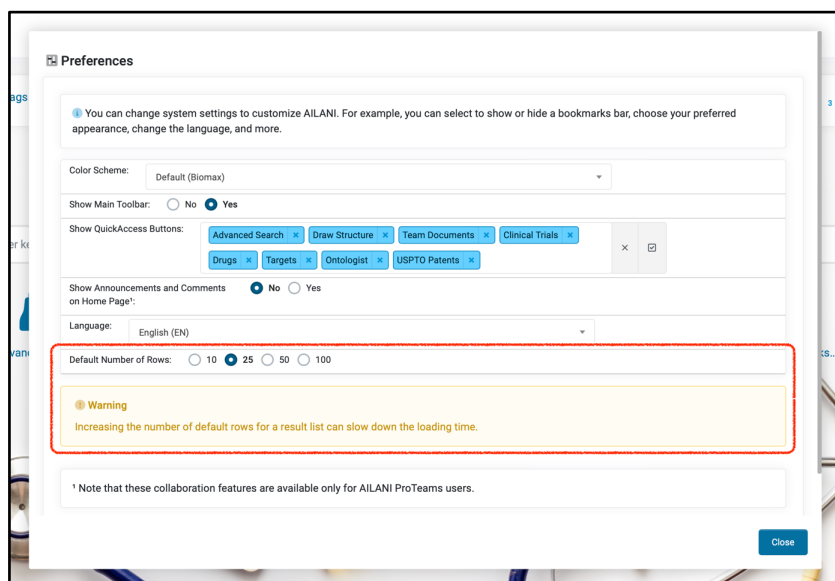 Preferences
You can change system settings to customize AILANI. For example, you can select to show or hide a bookmarks bar, choose your preferred
appearance, change the language, and more.
Color Scheme: Default (Biomax)
Show Main Toolbar: No Yes
Show QuickAccess Buttons: Advanced Search × Draw Structure × Team Documents × Clinical Trials ×
Drugs × Targets × Ontologist × USPTO Patents ×
Show Announcements and Comments No Yes
on Home Page¹:
Language: English (EN)
Default Number of Rows: 10 25 50 100
Warning
Increasing the number of default rows for a result list can slow down the loading time.
¹ Note that these collaboration features are available only for AILANI ProTeams users.
Close